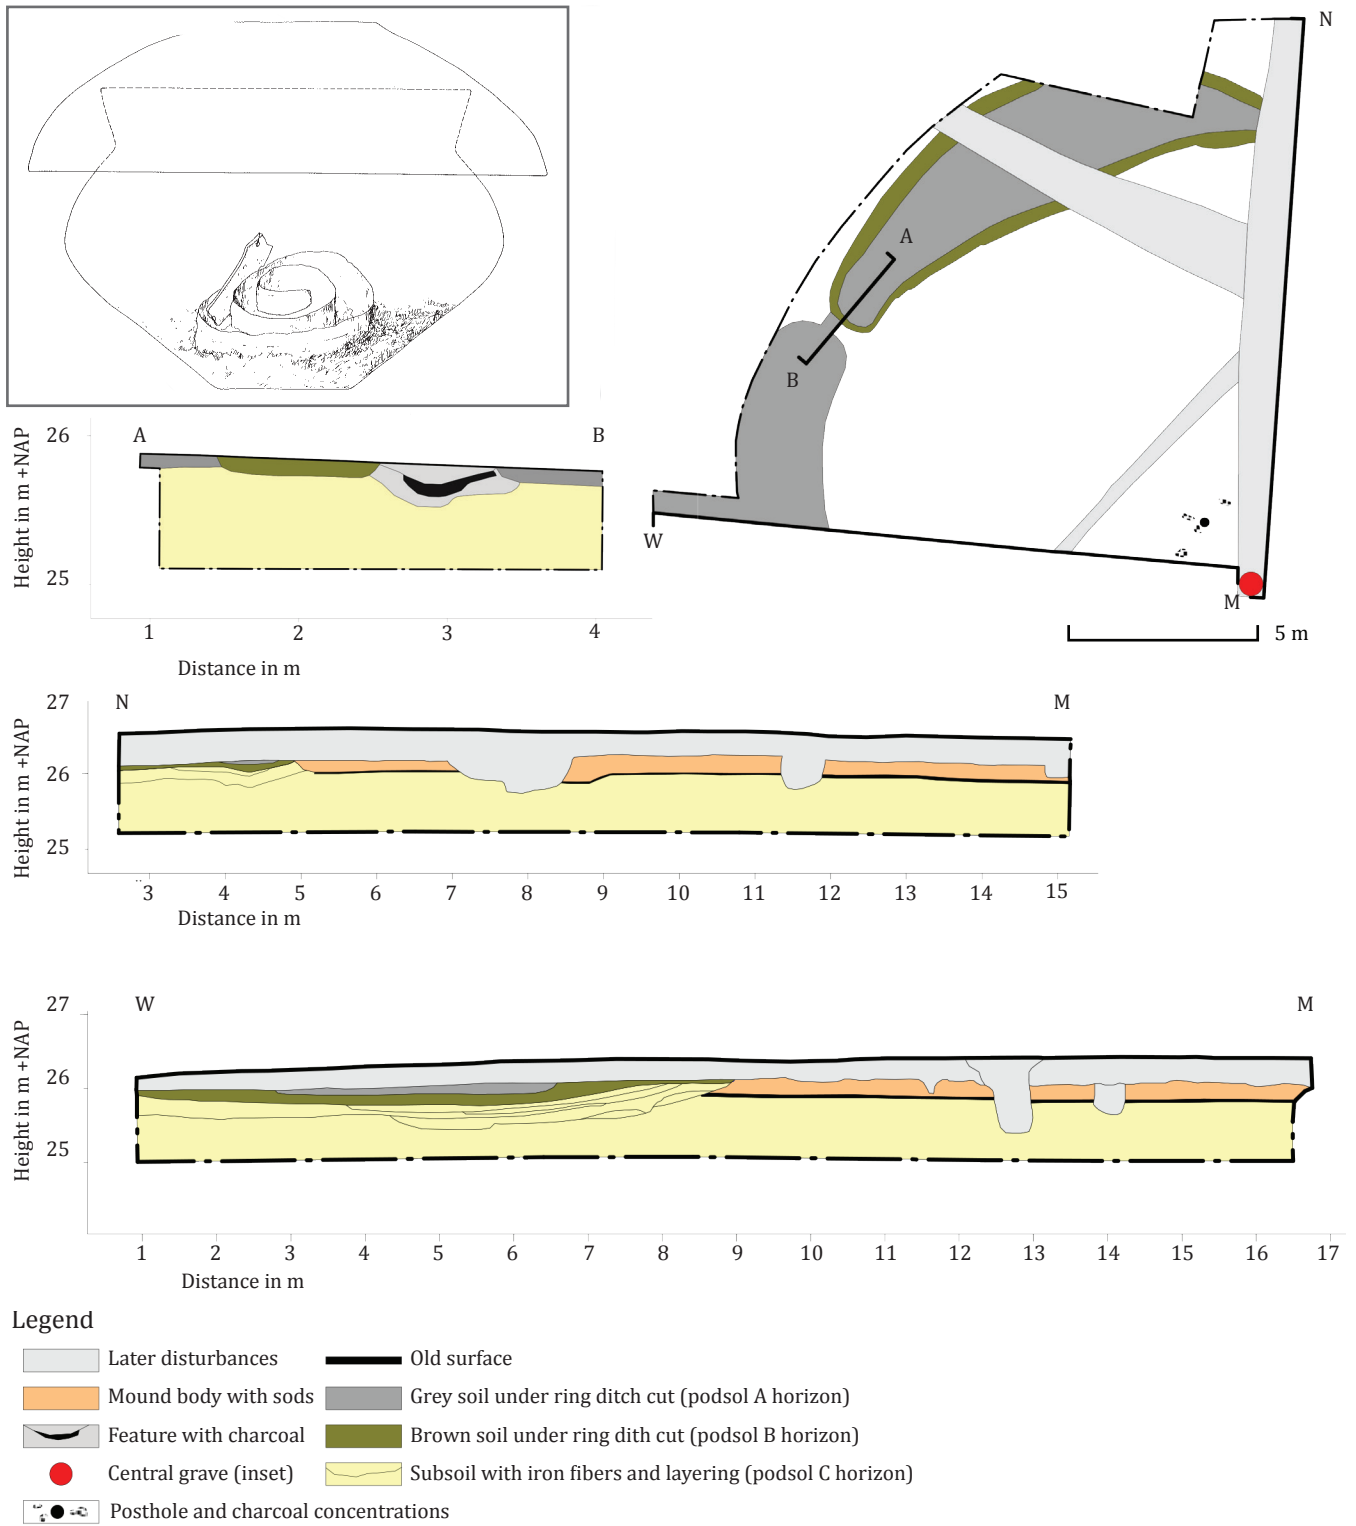 N
A
B
W
M
5 m
Height in m +NAP
26
25
A
B
1 2 3 4
Distance in m
Height in m +NAP
27
26
25
N
M
3 4 5 6 7 8 9 10 11 12 13 14 15
Distance in m
Height in m +NAP
27
26
25
W
M
1 2 3 4 5 6 7 8 9 10 11 12 13 14 15 16 17
Distance in m
Legend
Later disturbances
Old surface
Mound body with sods
Grey soil under ring ditch cut (podsol A horizon)
Feature with charcoal
Brown soil under ring dith cut (podsol B horizon)
Central grave (inset)
Subsoil with iron fibers and layering (podsol C horizon)
Posthole and charcoal concentrations